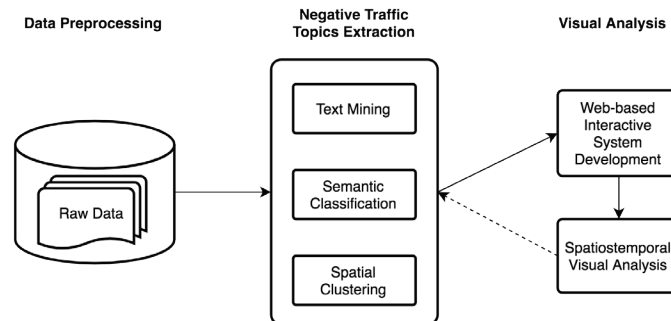 Data Preprocessing
Negative Traffic
Topics Extraction
Visual Analysis
Raw Data
Text Mining
Semantic
Classification
Spatial
Clustering
Web-based
Interactive
System
Development
Spatiostemporal
Visual Analysis